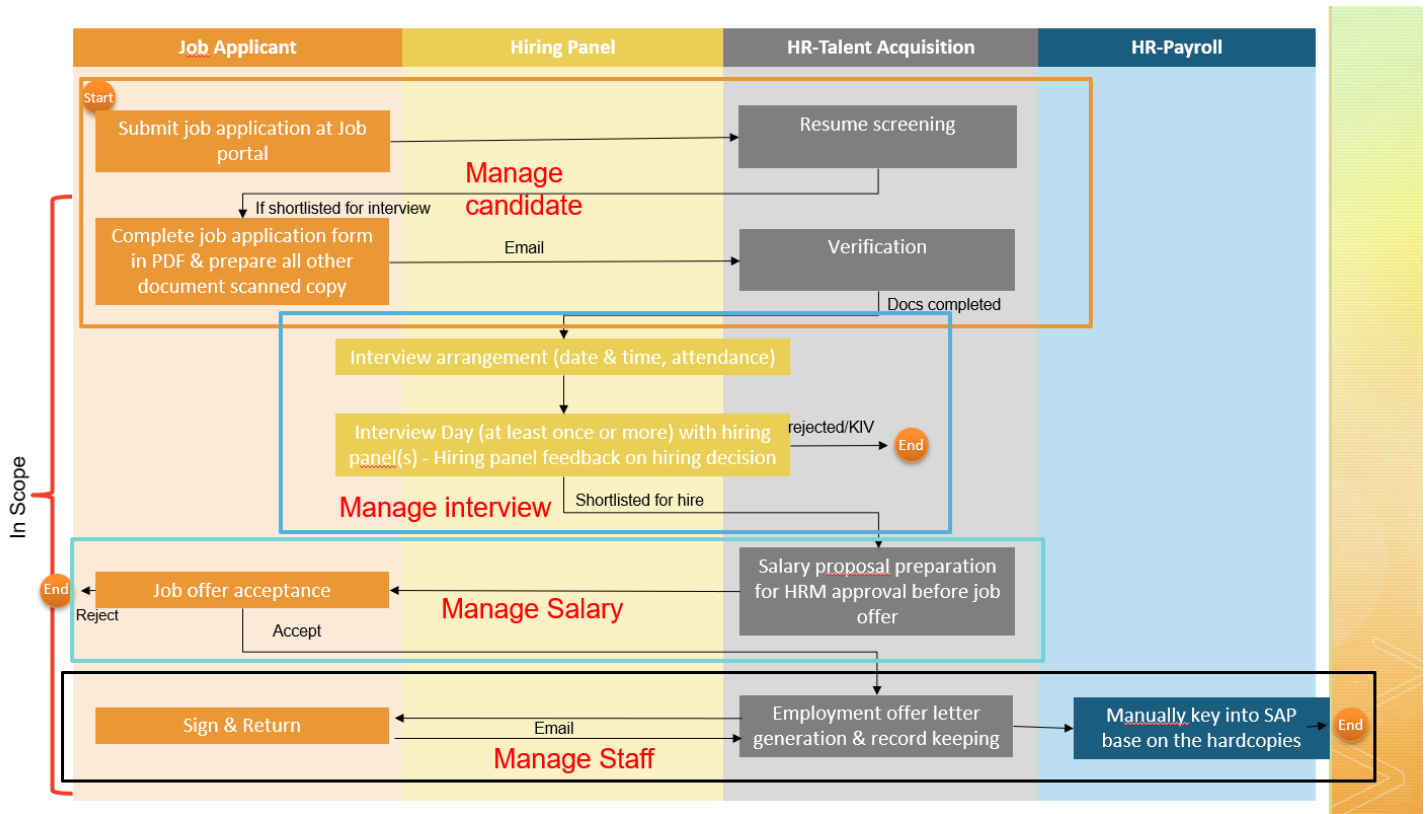 Job Applicant
Hiring Panel
HR-Talent Acquisition
HR-Payroll
Start
Submit job application at Job
portal
Resume screening
Manage
candidate
If shortlisted for interview
Complete job application form
in PDF & prepare all other
document scanned copy
Email
Verification
Docs completed
Interview arrangement (date & time, attendance)
Interview Day (at least once or more) with hiring
panel(s) - Hiring panel feedback on hiring decision
rejected/KIV
End
Manage interview
Shortlisted for hire
In Scope
Salary proposal preparation
for HRM approval before job
offer
Job offer acceptance
End
Reject
Manage Salary
Accept
Employment offer letter
generation & record keeping
Sign & Return
Email
Manage Staff
Manually key into SAP
base on the hardcopies
End